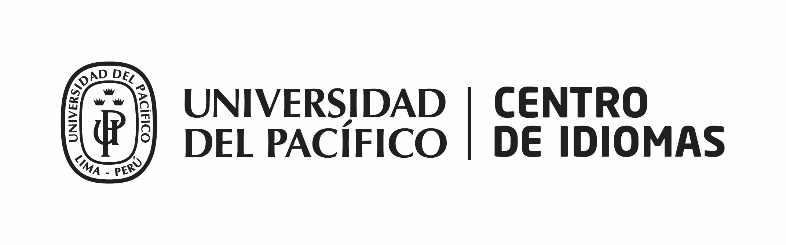 UNIVERSIDAD DEL PACÍFICO
UP
LIMA - PERÚ
UNIVERSIDAD
DEL PACÍFICO
CENTRO
DE IDIOMAS